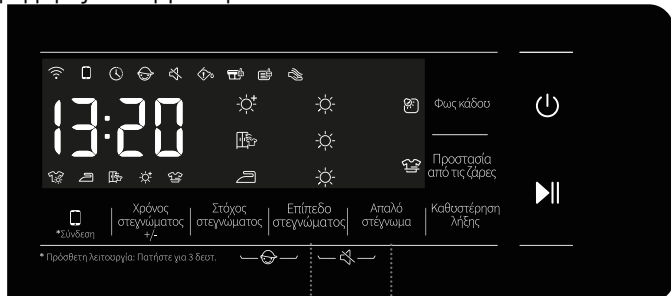 13:20
Φως κάδου
Προστασία
από τις ζάρες
*Σύνδεση
Χρόνος
στεγνώματος
+/-
Στόχος
στεγνώματος
Επίπεδο
στεγνώματος
Απαλό
στέγνωμα
Καθυστέρηση
λήξης
* Πρόσθετη λειτουργία: Πατήστε για 3 δευτ.